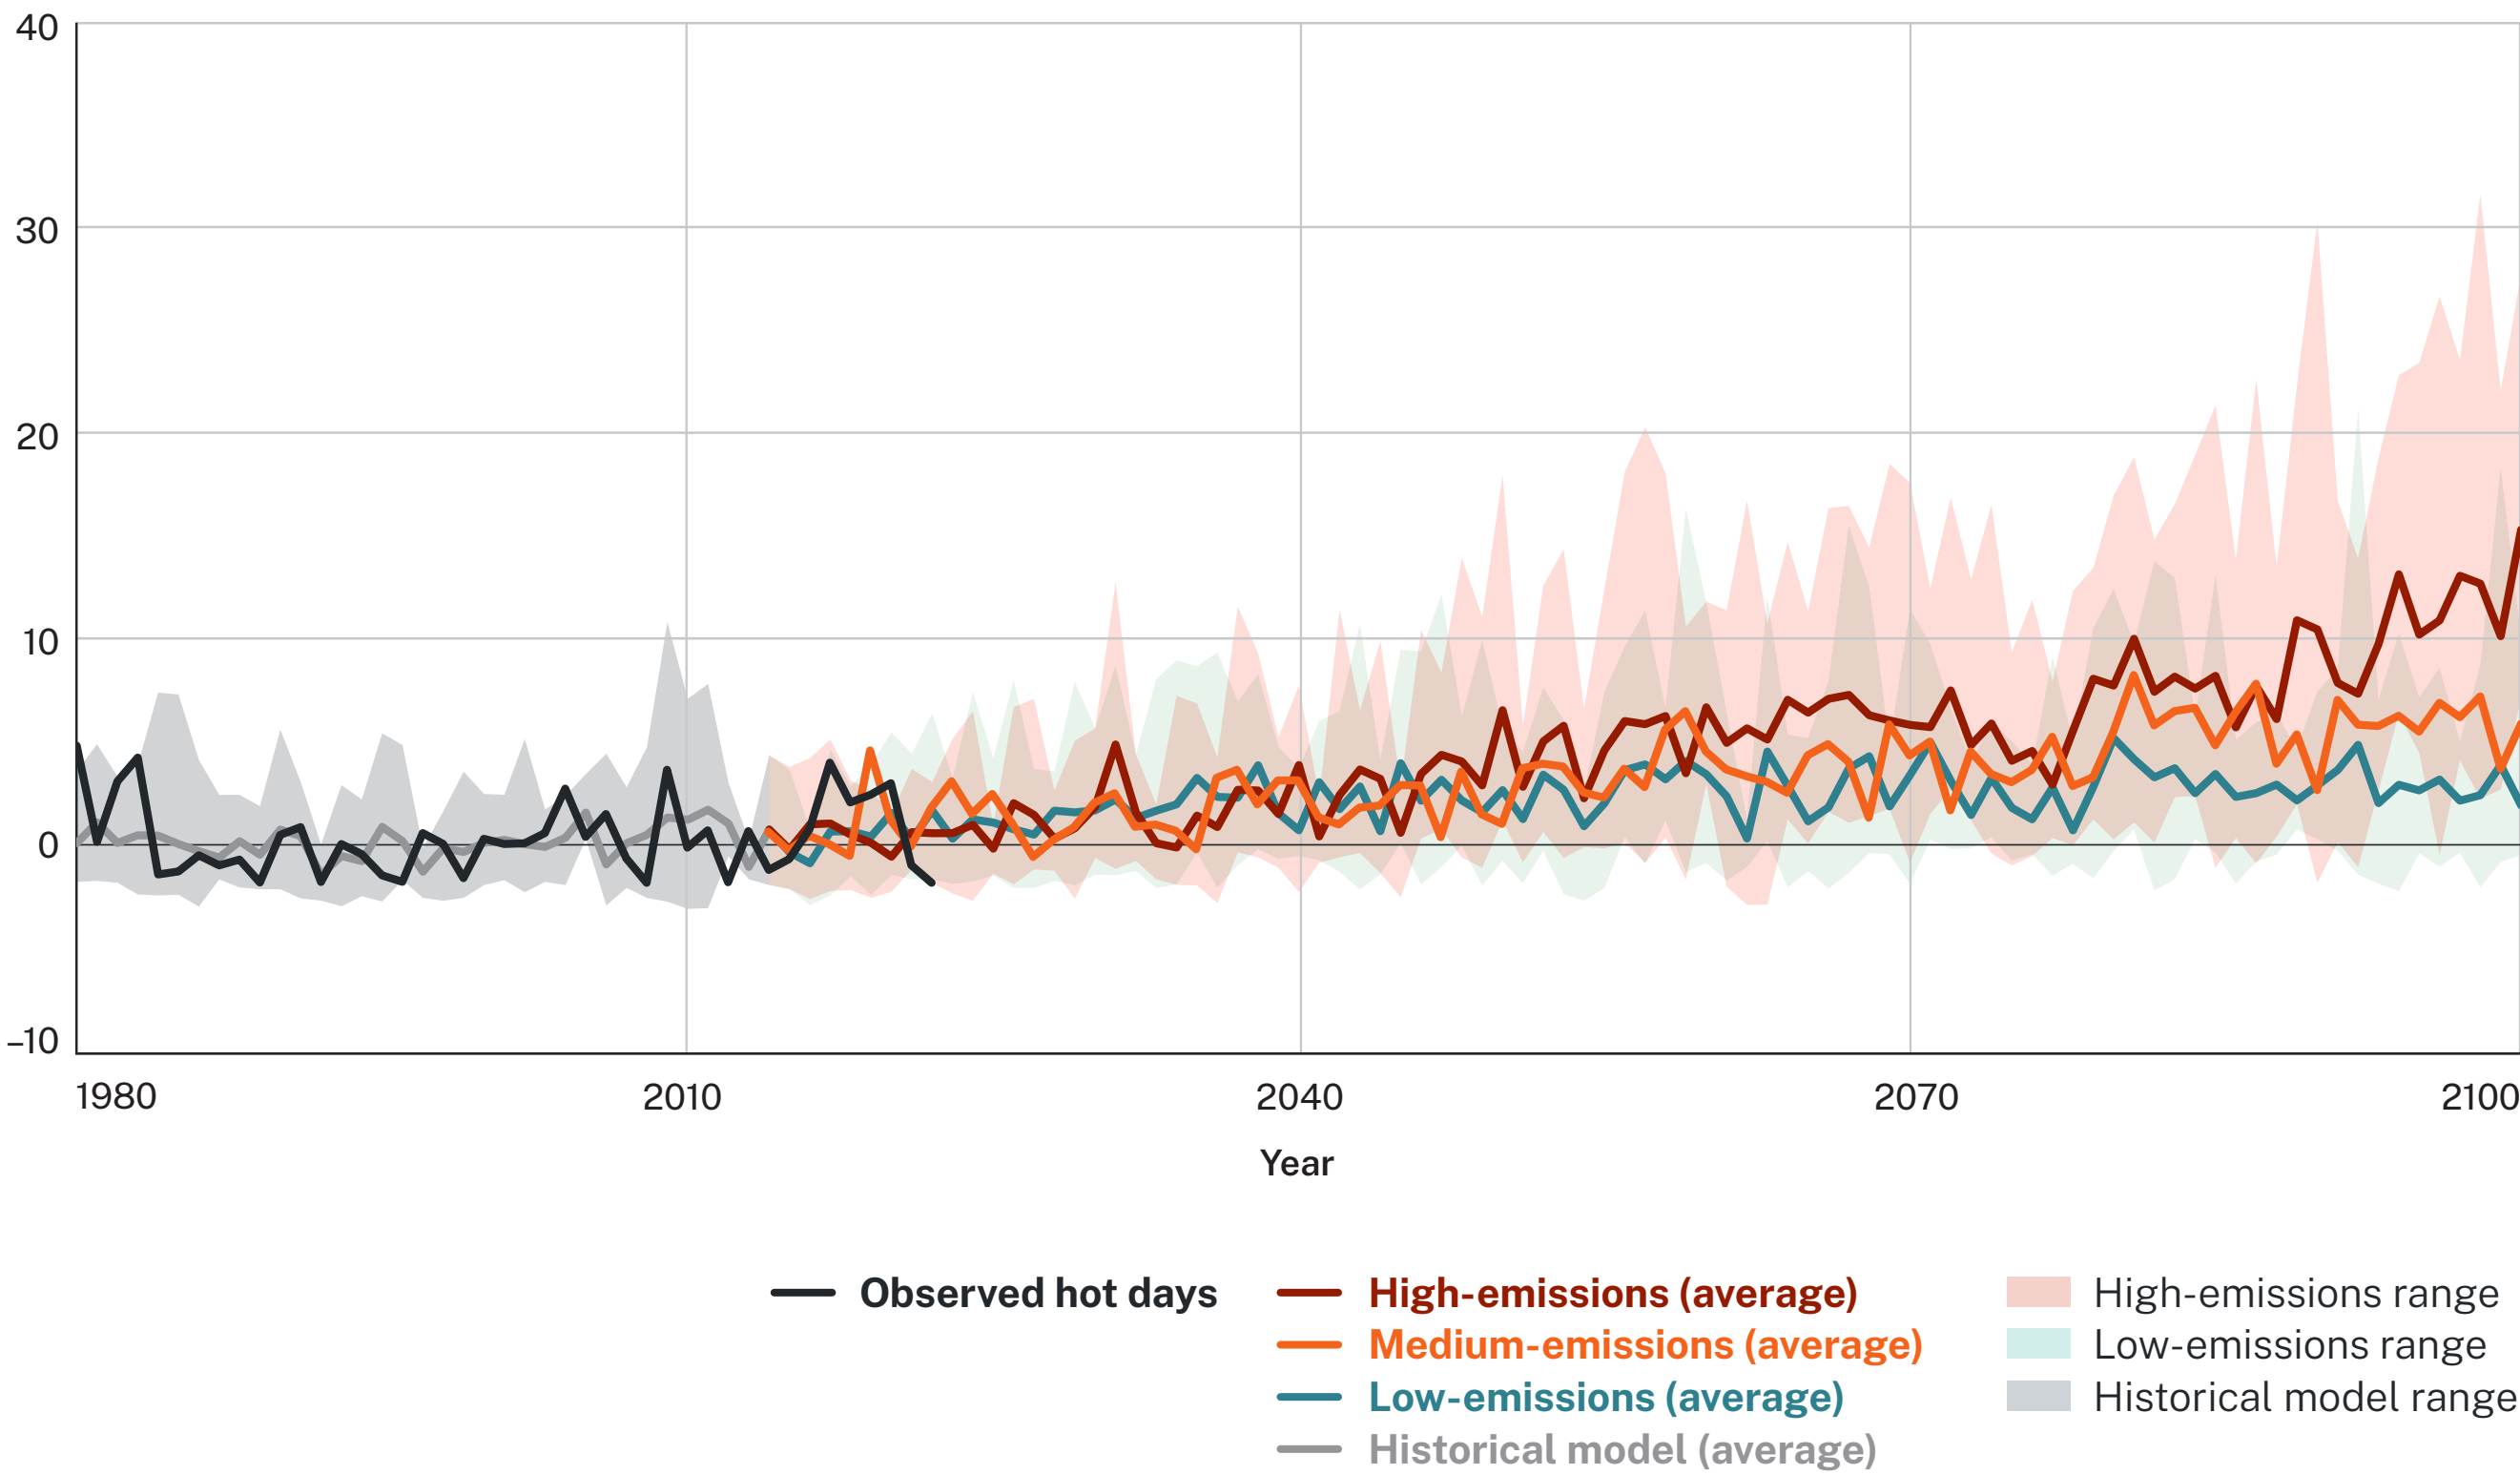 40
30
20
10
0
–10
1980 2010 2040 2070 2100
Year
Observed hot days
High-emissions (average)
Medium-emissions (average)
Low-emissions (average)
Historical model (average)
High-emissions range
Low-emissions range
Historical model range